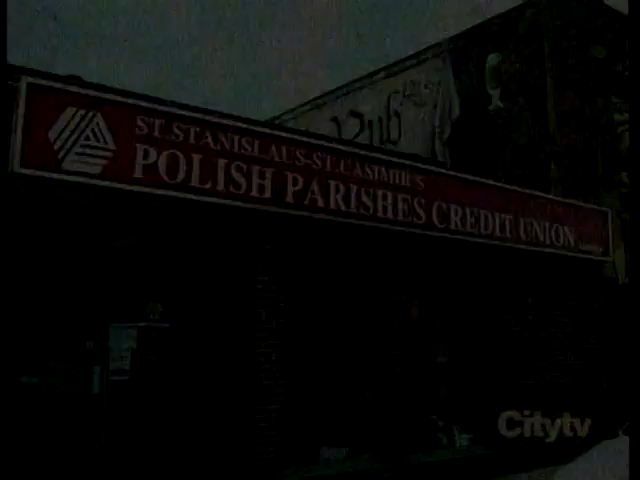 ST. STANISLAUS-ST. CASIMIR'S
POLISH PARISHES CREDIT UNION
Citytv